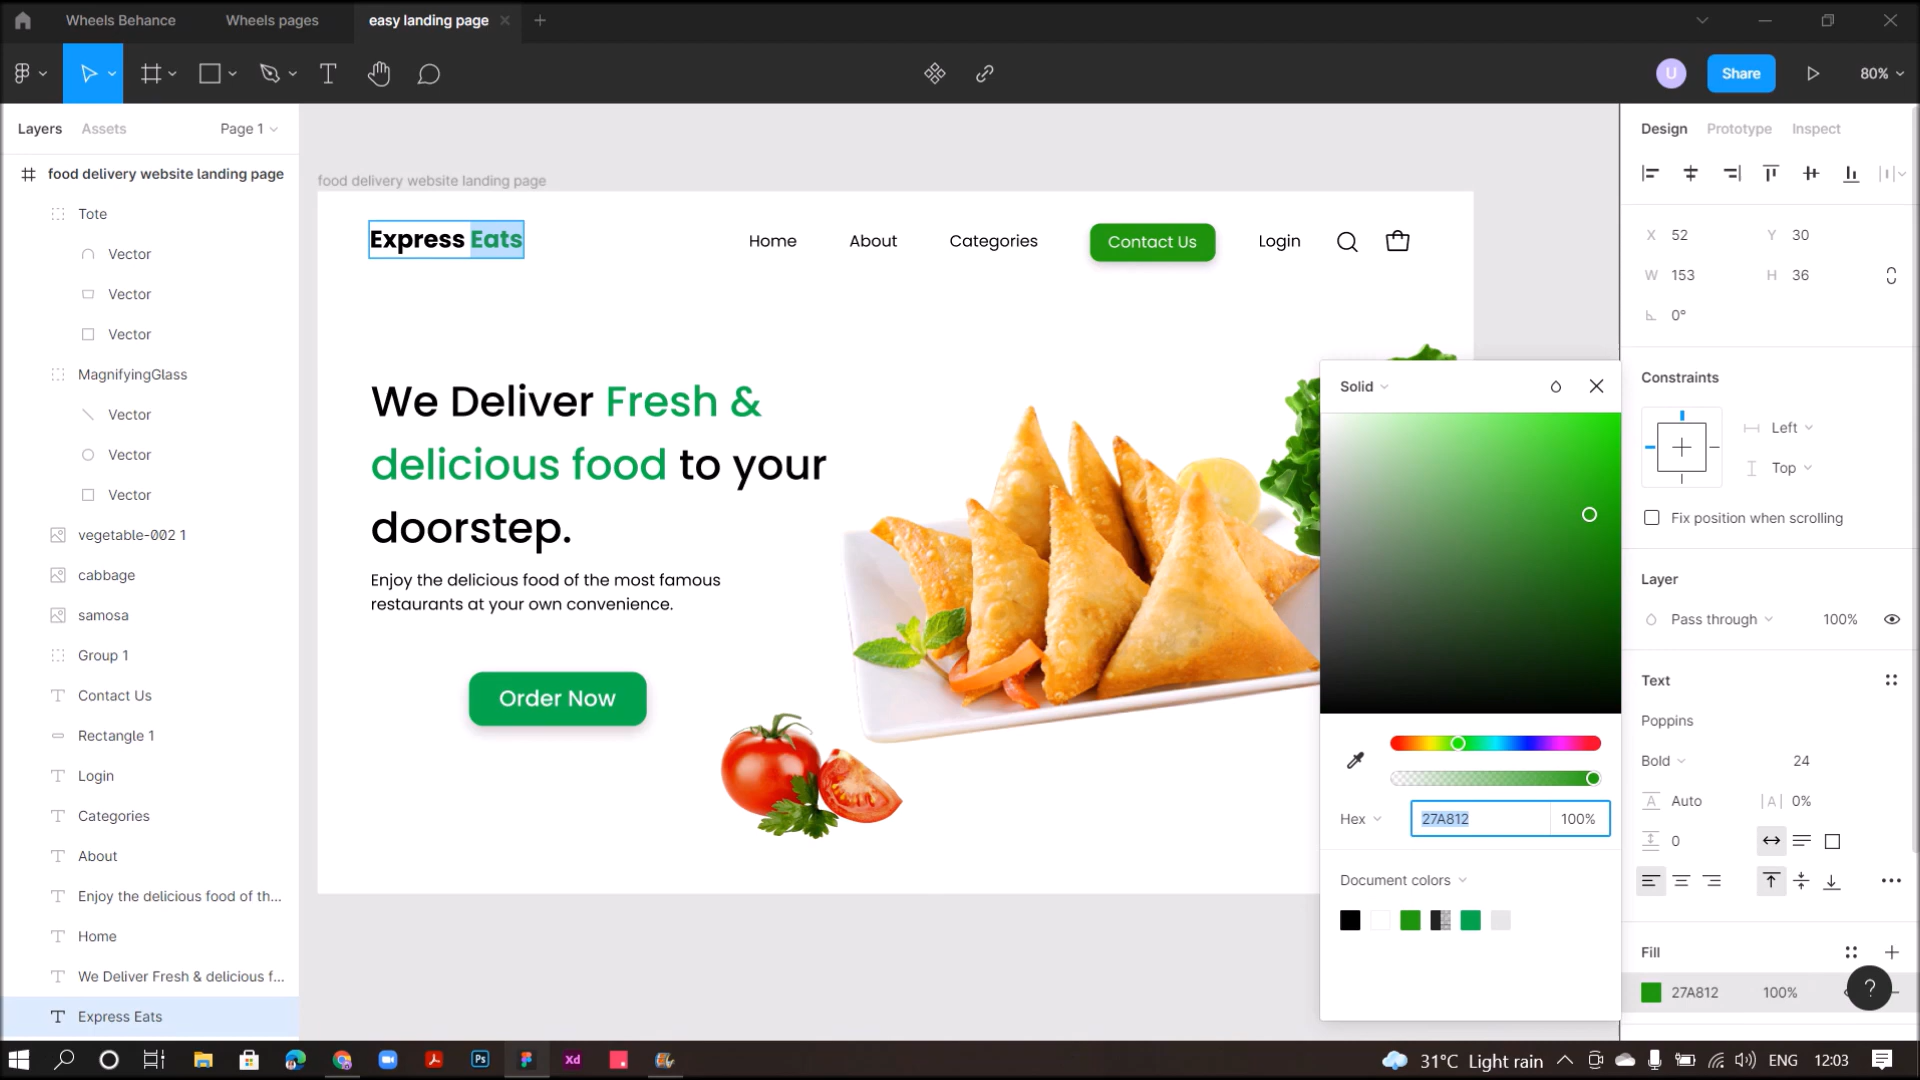 Wheels Behance
Wheels pages
easy landing page
U
Share
80%
Layers
Assets
Page 1
food delivery website landing page
Tote
Vector
Vector
Vector
MagnifyingGlass
Vector
Vector
Vector
vegetable-002 1
cabbage
samosa
Group 1
Contact Us
Rectangle 1
Login
Categories
About
Enjoy the delicious food of th...
Home
We Deliver Fresh & delicious f...
Express Eats
food delivery website landing page
Express Eats
Home
About
Categories
Contact Us
Login
We Deliver Fresh &
delicious food to your
doorstep.
Enjoy the delicious food of the most famous
restaurants at your own convenience.
Order Now
Solid
Hex
27A812
100%
Document colors
Design
Prototype
Inspect
X 52
Y 30
W 153
H 36
0°
Constraints
Left
Top
Fix position when scrolling
Layer
Pass through
100%
Text
Poppins
Bold
24
A Auto
|A| 0%
0
Fill
27A812
100%
?
Ps
Xd
31°C Light rain
ENG
12:03